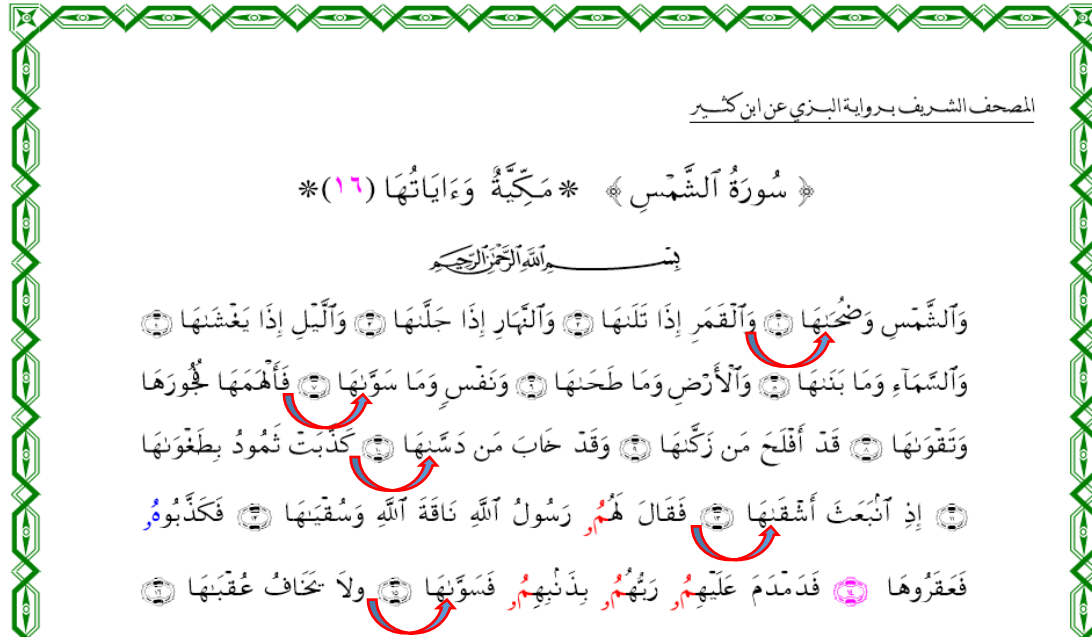 المصحف الشريف برواية البزي عن ابن كثير
﴿ سُورَةُ ٱلشَّمۡسِ ﴾ * مَكِّيَّةٌ وَءَايَاتُهَا (١٦)*
بِسۡمِ ٱللَّهِ ٱلرَّحۡمَٰنِ ٱلرَّحِيمِ
وَٱلشَّمۡسِ وَضُحَىٰهَا ١ وَٱلۡقَمَرِ إِذَا تَلَىٰهَا ٢ وَٱلنَّهَارِ إِذَا جَلَّىٰهَا ٣ وَٱلَّيۡلِ إِذَا يَغۡشَىٰهَا ٤
وَٱلسَّمَآءِ وَمَا بَنَىٰهَا ٥ وَٱلۡأَرۡضِ وَمَا طَحَىٰهَا ٦ وَنَفۡسٖ وَمَا سَوَّىٰهَا ٧ فَأَلۡهَمَهَا فُجُورَهَا
وَتَقۡوَىٰهَا ٨ قَدۡ أَفۡلَحَ مَن زَكَّىٰهَا ٩ وَقَدۡ خَابَ مَن دَسَّىٰهَا ١٠ كَذَّبَتۡ ثَمُودُ بِطَغۡوَىٰهَا
١١ إِذِ ٱنۢبَعَثَ أَشۡقَىٰهَا ١٢ فَقَالَ لَهُمُۥ رَسُولُ ٱللَّهِ نَاقَةَ ٱللَّهِ وَسُقۡيَٰهَا ١٣ فَكَذَّبُوهُۥ
فَعَقَرُوهَا ١٤ فَدَمۡدَمَ عَلَيۡهِمُۥ رَبُّهُمُۥ بِذَنۢبِهِمُۥ فَسَوَّىٰهَا ١٥ وَلَا يَخَافُ عُقۡبَٰهَا ١٦